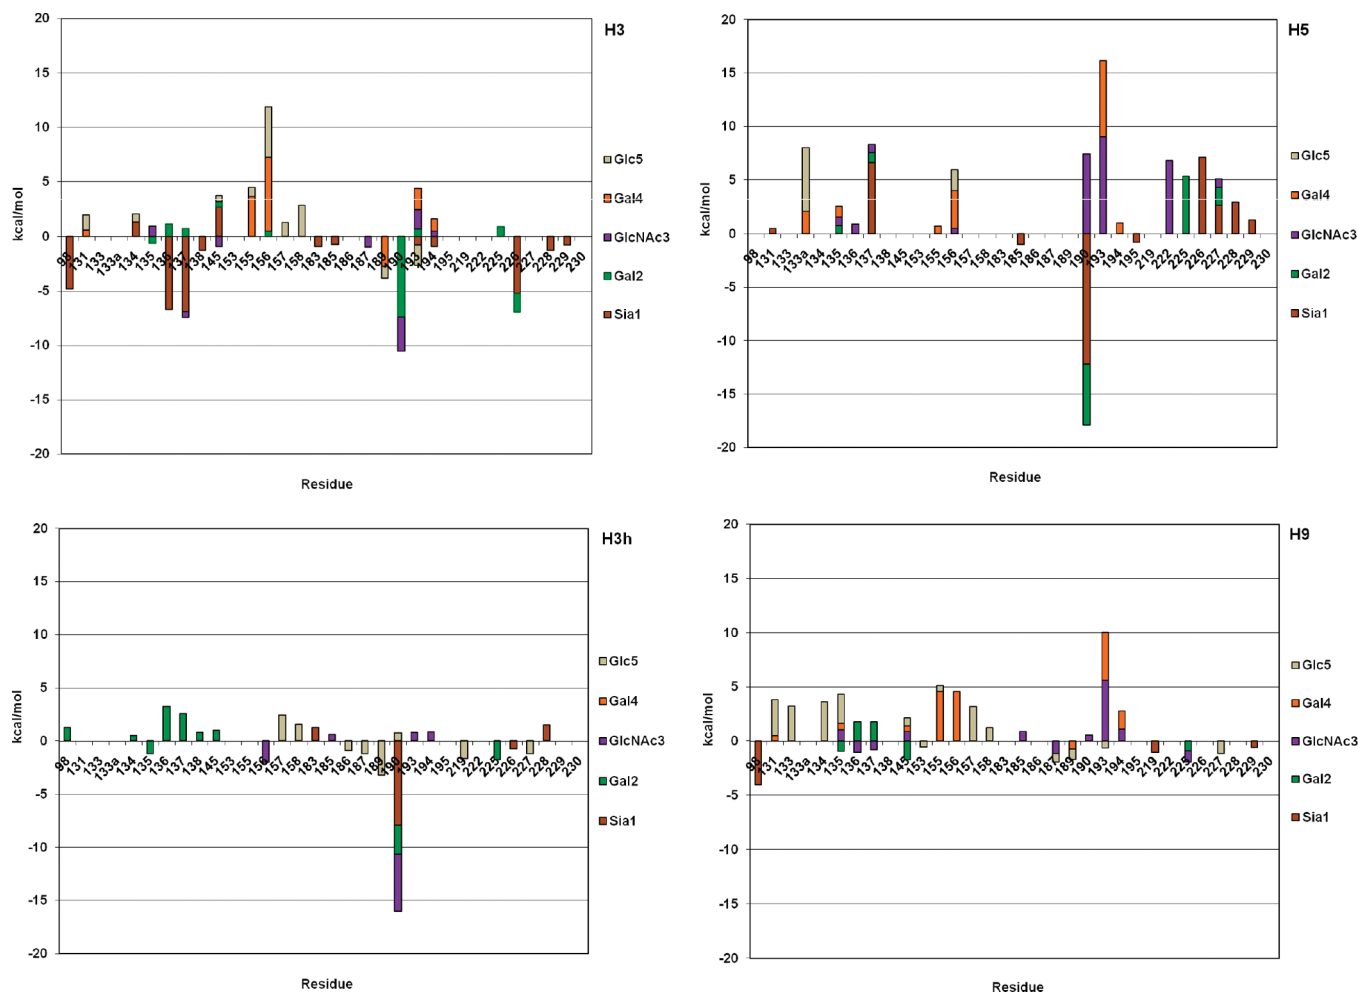 H3
20
15
10
5
0
-5
-10
-15
-20
kcal/mol
98 131 133 133a 134 135 136 137 138 145 153 155 156 157 158 183 185 186 187 189 190 193 194 195 219 222 225 226 227 228 229 230
Residue
Glc5
Gal4
GlcNAc3
Gal2
Sia1
H5
20
15
10
5
0
-5
-10
-15
-20
kcal/mol
98 131 133 133a 134 135 136 137 138 145 153 155 156 157 158 183 185 186 187 189 190 193 194 195 219 222 225 226 227 228 229 230
Residue
Glc5
Gal4
GlcNAc3
Gal2
Sia1
H3h
20
15
10
5
0
-5
-10
-15
-20
kcal/mol
98 131 133 133a 134 135 136 137 138 145 153 155 156 157 158 183 185 186 187 189 190 193 194 195 219 222 225 226 227 228 229 230
Residue
Glc5
Gal4
GlcNAc3
Gal2
Sia1
H9
20
15
10
5
0
-5
-10
-15
-20
kcal/mol
98 131 133 133a 134 135 136 137 138 145 153 155 156 157 158 183 185 186 187 189 190 193 194 195 219 222 225 226 227 228 229 230
Residue
Glc5
Gal4
GlcNAc3
Gal2
Sia1